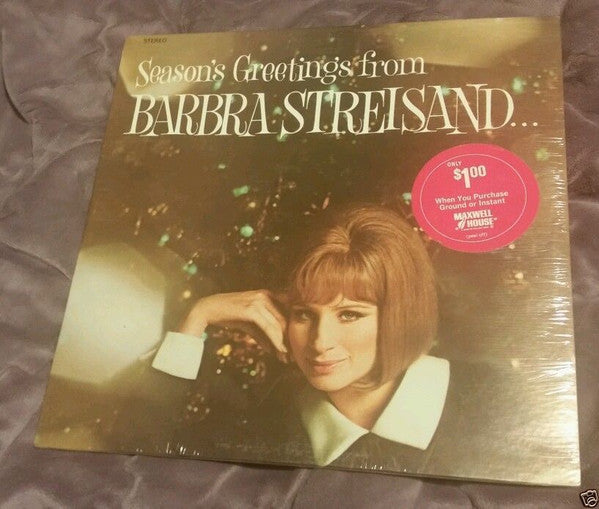 STEREO
Season's Greetings from
BARBRA STREISAND...
ONLY
$1.00
When You Purchase
Ground or Instant
MAXWELL
HOUSE